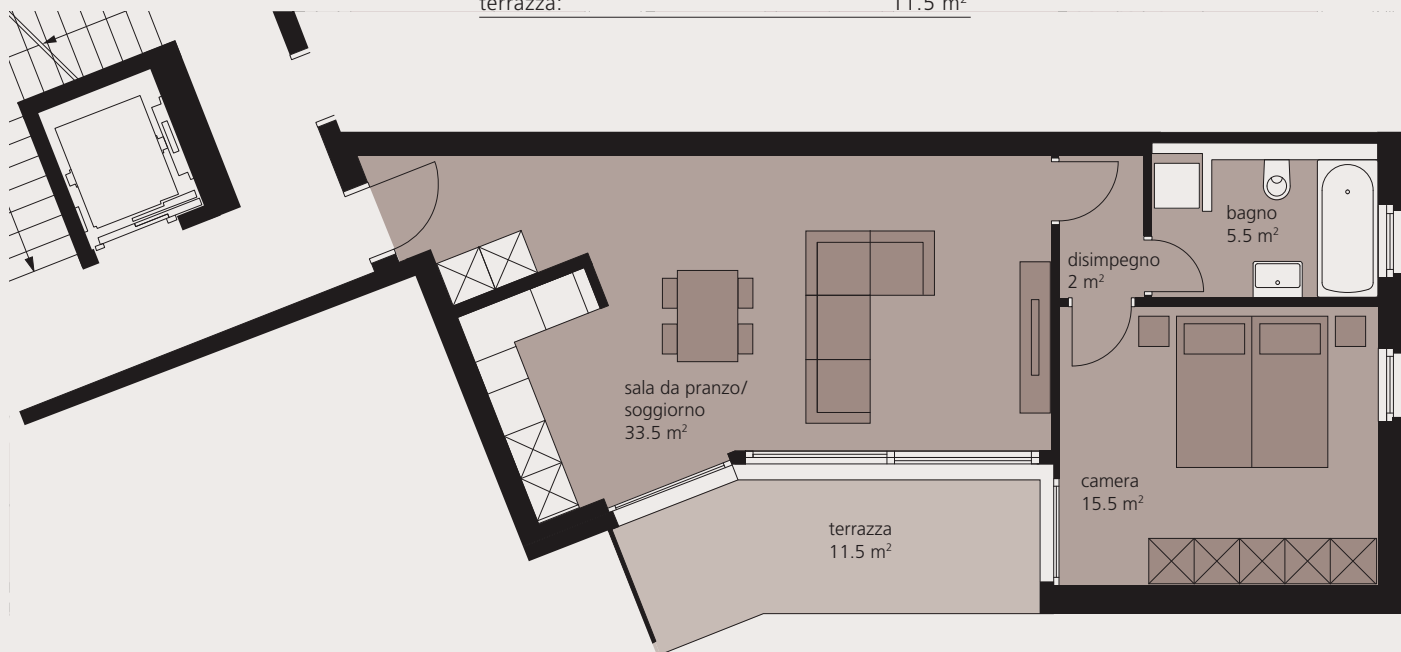 terrazza: 11.5 m²
bagno
5.5 m²
disimpegno
2 m²
sala da pranzo/
soggiorno
33.5 m²
camera
15.5 m²
terrazza
11.5 m²